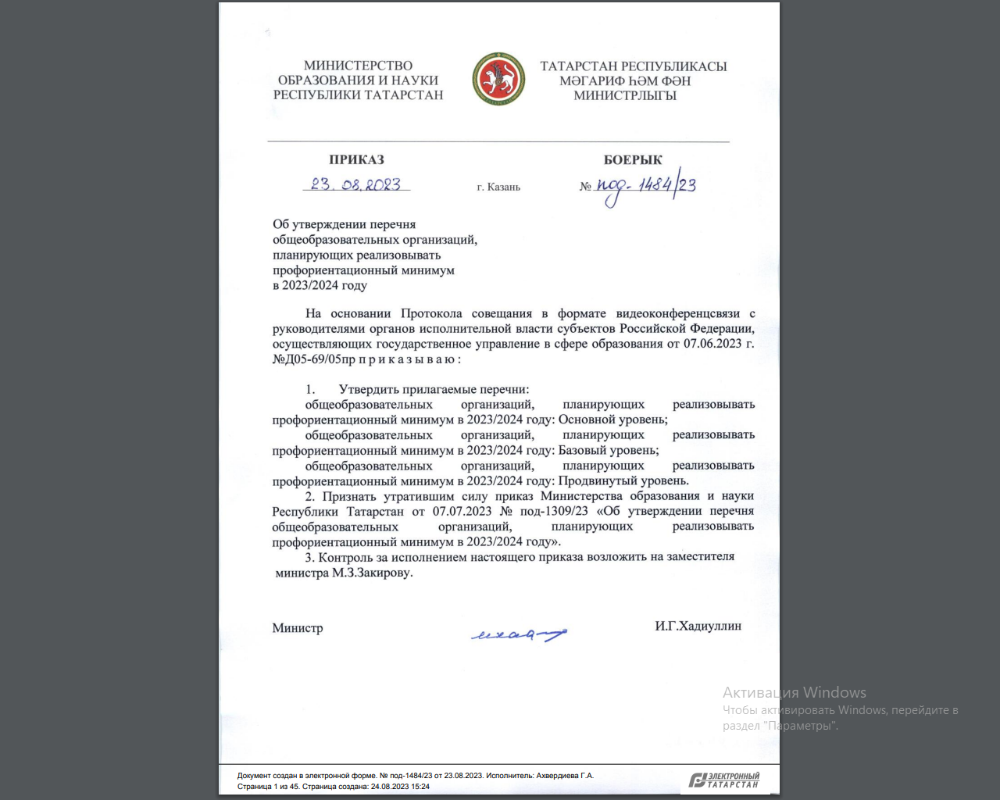 МИНИСТЕРСТВО
ОБРАЗОВАНИЯ И НАУКИ
РЕСПУБЛИКИ ТАТАРСТАН
ТАТАРСТАН РЕСПУБЛИКАСЫ
МӘГАРИФ ҺӘМ ФӘН
МИНИСТРЛЫГЫ
ПРИКАЗ
БОЕРЫК
23.08.2023
г. Казань
№ под-1484/23
Об утверждении перечня
общеобразовательных организаций,
планирующих реализовывать
профориентационный минимум
в 2023/2024 году
На основании Протокола совещания в формате видеоконференцсвязи с
руководителями органов исполнительной власти субъектов Российской Федерации,
осуществляющих государственное управление в сфере образования от 07.06.2023 г.
№Д05-69/05пр п р и к а з ы в а ю :
1. Утвердить прилагаемые перечни:
общеобразовательных организаций, планирующих реализовывать
профориентационный минимум в 2023/2024 году: Основной уровень;
общеобразовательных организаций, планирующих реализовывать
профориентационный минимум в 2023/2024 году: Базовый уровень;
общеобразовательных организаций, планирующих реализовывать
профориентационный минимум в 2023/2024 году: Продвинутый уровень.
2. Признать утратившим силу приказ Министерства образования и науки
Республики Татарстан от 07.07.2023 № под-1309/23 «Об утверждении перечня
общеобразовательных организаций, планирующих реализовывать
профориентационный минимум в 2023/2024 году».
3. Контроль за исполнением настоящего приказа возложить на заместителя
министра М.З.Закирову.
Министр
И.Г.Хадиуллин
Активация Windows
Чтобы активировать Windows, перейдите в
раздел "Параметры".
Документ создан в электронной форме. № под-1484/23 от 23.08.2023. Исполнитель: Ахвердиева Г.А.
Страница 1 из 45. Страница создана: 24.08.2023 15:24
ЭЛЕКТРОННЫЙ
ТАТАРСТАН